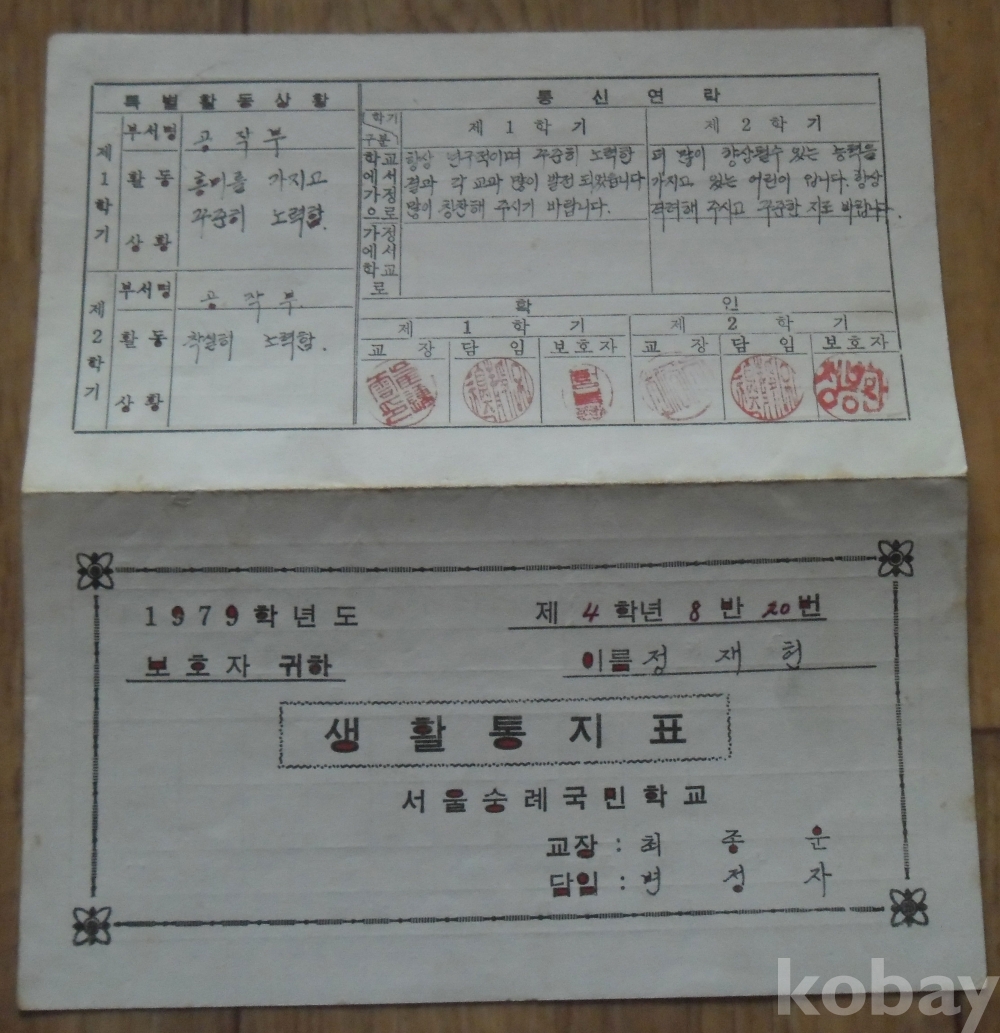 특별활동상황
제1학기
부서명 공작부
활동상황
흥미를 가지고
꾸준히 노력함.
제2학기
부서명 공작부.
활동상황
착실히 노력함.
통신연락
학기
구분
제1학기 제2학기
학교에서 가정으로
항상 연구적이며 꾸준히 노력한
결과 각 교과 많이 발전 되었습니다
많이 칭찬해 주시기 바랍니다.
더 많이 향상될수 있는 능력을
가지고 있는 어린이 입니다. 항상
격려해 주시고 꾸준한 지도 바랍니다.
가정에서 학교로
확인
제1학기 제2학기
교장 담임 보호자 교장 담임 보호자
1979학년도
제 4 학년 8 반 20번
보호자 귀하
이름 정재헌
생활통지표
서울숭례국민학교
교장 : 최종운
담임 : 변정자
kobay